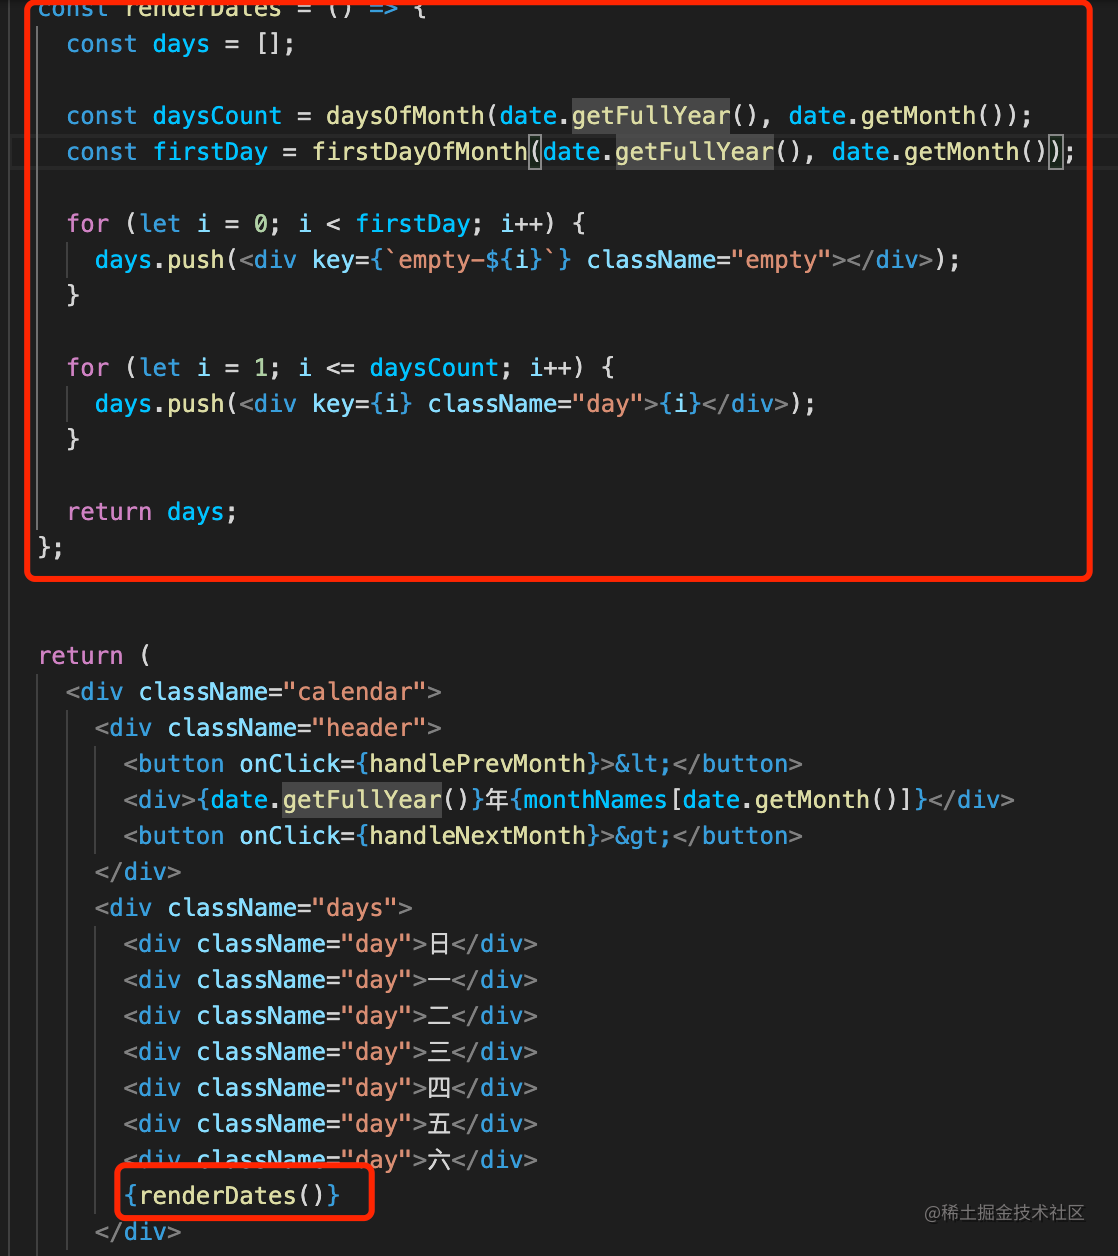 const renderDates = () => {
const days = [];
const daysCount = daysOfMonth(date.getFullYear(), date.getMonth());
const firstDay = firstDayOfMonth(date.getFullYear(), date.getMonth());
for (let i = 0; i < firstDay; i++) {
days.push(<div key={`empty-${i}`} className="empty"></div>);
}
for (let i = 1; i <= daysCount; i++) {
days.push(<div key={i} className="day">{i}</div>);
}
return days;
};
return (
<div className="calendar">
<div className="header">
<button onClick={handlePrevMonth}>&lt;</button>
<div>{date.getFullYear()}年{monthNames[date.getMonth()]}</div>
<button onClick={handleNextMonth}>&gt;</button>
</div>
<div className="days">
<div className="day">日</div>
<div className="day">一</div>
<div className="day">二</div>
<div className="day">三</div>
<div className="day">四</div>
<div className="day">五</div>
<div className="day">六</div>
{renderDates()}
@稀土掘金技术社区
</div>